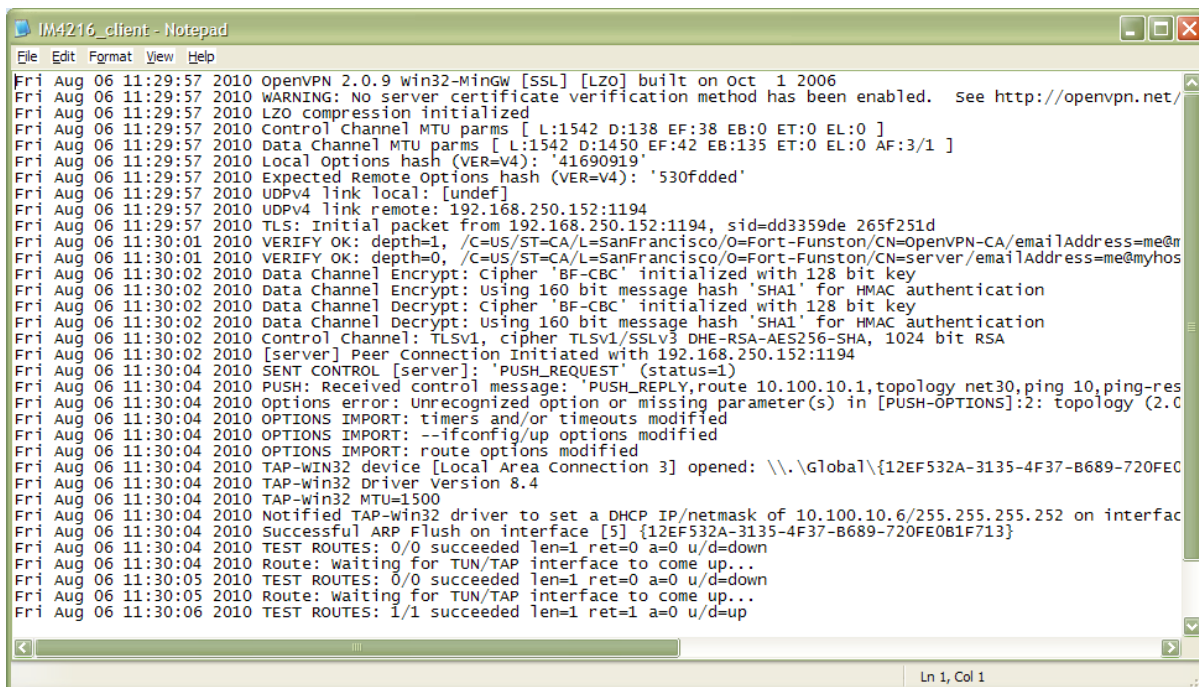 IM4216_client - Notepad
File Edit Format View Help
Fri Aug 06 11:29:57 2010 OpenVPN 2.0.9 Win32-MinGW [SSL] [LZO] built on Oct  1 2006
Fri Aug 06 11:29:57 2010 WARNING: No server certificate verification method has been enabled.  See http://openvpn.net/
Fri Aug 06 11:29:57 2010 LZO compression initialized
Fri Aug 06 11:29:57 2010 Control Channel MTU parms [ L:1542 D:138 EF:38 EB:0 ET:0 EL:0 ]
Fri Aug 06 11:29:57 2010 Data Channel MTU parms [ L:1542 D:1450 EF:42 EB:135 ET:0 EL:0 AF:3/1 ]
Fri Aug 06 11:29:57 2010 Local Options hash (VER=V4): '41690919'
Fri Aug 06 11:29:57 2010 Expected Remote Options hash (VER=V4): '530fdded'
Fri Aug 06 11:29:57 2010 UDPv4 link local: [undef]
Fri Aug 06 11:29:57 2010 UDPv4 link remote: 192.168.250.152:1194
Fri Aug 06 11:29:57 2010 TLS: Initial packet from 192.168.250.152:1194, sid=dd3359de 265f251d
Fri Aug 06 11:30:01 2010 VERIFY OK: depth=1, /C=US/ST=CA/L=SanFrancisco/O=Fort-Funston/CN=OpenVPN-CA/emailAddress=me@m
Fri Aug 06 11:30:01 2010 VERIFY OK: depth=0, /C=US/ST=CA/L=SanFrancisco/O=Fort-Funston/CN=server/emailAddress=me@myhos
Fri Aug 06 11:30:02 2010 Data Channel Encrypt: Cipher 'BF-CBC' initialized with 128 bit key
Fri Aug 06 11:30:02 2010 Data Channel Encrypt: Using 160 bit message hash 'SHA1' for HMAC authentication
Fri Aug 06 11:30:02 2010 Data Channel Decrypt: Cipher 'BF-CBC' initialized with 128 bit key
Fri Aug 06 11:30:02 2010 Data Channel Decrypt: Using 160 bit message hash 'SHA1' for HMAC authentication
Fri Aug 06 11:30:02 2010 Control Channel: TLSv1, cipher TLSv1/SSLv3 DHE-RSA-AES256-SHA, 1024 bit RSA
Fri Aug 06 11:30:02 2010 [server] Peer Connection Initiated with 192.168.250.152:1194
Fri Aug 06 11:30:04 2010 SENT CONTROL [server]: 'PUSH_REQUEST' (status=1)
Fri Aug 06 11:30:04 2010 PUSH: Received control message: 'PUSH_REPLY,route 10.100.10.1,topology net30,ping 10,ping-res
Fri Aug 06 11:30:04 2010 Options error: Unrecognized option or missing parameter(s) in [PUSH-OPTIONS]:2: topology (2.0
Fri Aug 06 11:30:04 2010 OPTIONS IMPORT: timers and/or timeouts modified
Fri Aug 06 11:30:04 2010 OPTIONS IMPORT: --ifconfig/up options modified
Fri Aug 06 11:30:04 2010 OPTIONS IMPORT: route options modified
Fri Aug 06 11:30:04 2010 TAP-WIN32 device [Local Area Connection 3] opened: \\.\Global\{12EF532A-3135-4F37-B689-720FE0
Fri Aug 06 11:30:04 2010 TAP-Win32 Driver Version 8.4
Fri Aug 06 11:30:04 2010 TAP-Win32 MTU=1500
Fri Aug 06 11:30:04 2010 Notified TAP-Win32 driver to set a DHCP IP/netmask of 10.100.10.6/255.255.255.252 on interfac
Fri Aug 06 11:30:04 2010 Successful ARP Flush on interface [5] {12EF532A-3135-4F37-B689-720FE0B1F713}
Fri Aug 06 11:30:04 2010 TEST ROUTES: 0/0 succeeded len=1 ret=0 a=0 u/d=down
Fri Aug 06 11:30:04 2010 Route: Waiting for TUN/TAP interface to come up...
Fri Aug 06 11:30:05 2010 TEST ROUTES: 0/0 succeeded len=1 ret=0 a=0 u/d=down
Fri Aug 06 11:30:05 2010 Route: Waiting for TUN/TAP interface to come up...
Fri Aug 06 11:30:06 2010 TEST ROUTES: 1/1 succeeded len=1 ret=1 a=0 u/d=up
Ln 1, Col 1